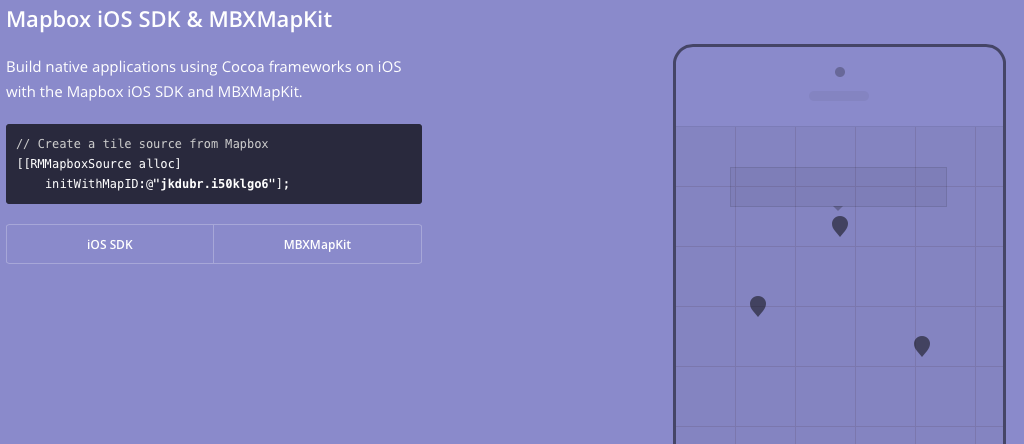 Mapbox iOS SDK & MBXMapKit
Build native applications using Cocoa frameworks on iOS
with the Mapbox iOS SDK and MBXMapKit.
// Create a tile source from Mapbox
[[RMMapboxSource alloc]
    initWithMapID:@"jkdubr.i50klgo6"];
iOS SDK
MBXMapKit